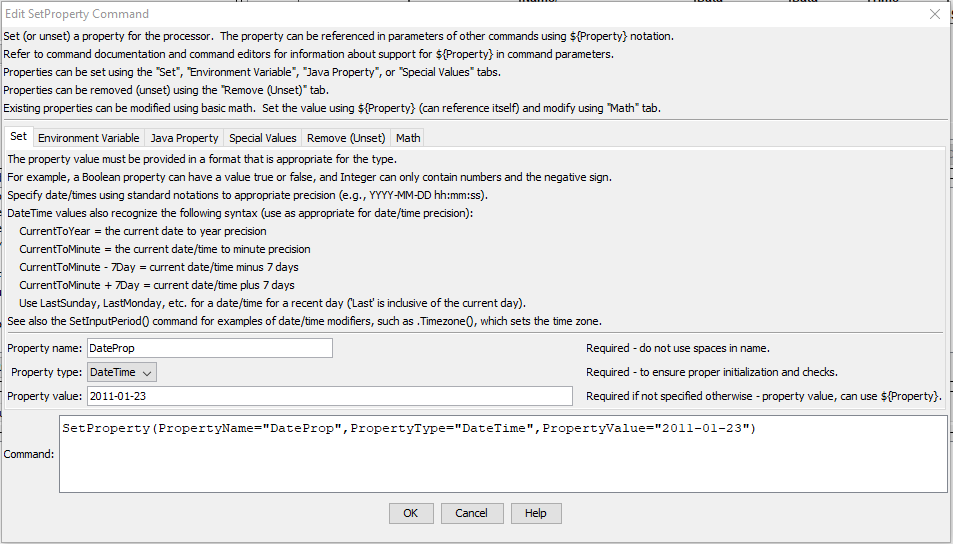 Edit SetProperty Command
Set (or unset) a property for the processor.  The property can be referenced in parameters of other commands using ${Property} notation.
Refer to command documentation and command editors for information about support for ${Property} in command parameters.
Properties can be set using the "Set", "Environment Variable", "Java Property", or "Special Values" tabs.
Properties can be removed (unset) using the "Remove (Unset)" tab.
Existing properties can be modified using basic math.  Set the value using ${Property} (can reference itself) and modify using "Math" tab.
Set Environment Variable Java Property Special Values Remove (Unset) Math
The property value must be provided in a format that is appropriate for the type.
For example, a Boolean property can have a value true or false, and Integer can only contain numbers and the negative sign.
Specify date/times using standard notations to appropriate precision (e.g., YYYY-MM-DD hh:mm:ss).
DateTime values also recognize the following syntax (use as appropriate for date/time precision):
CurrentToYear = the current date to year precision
CurrentToMinute = the current date/time to minute precision
CurrentToMinute - 7Day = current date/time minus 7 days
CurrentToMinute + 7Day = current date/time plus 7 days
Use LastSunday, LastMonday, etc. for a date/time for a recent day ('Last' is inclusive of the current day).
See also the SetInputPeriod() command for examples of date/time modifiers, such as .Timezone(), which sets the time zone.
Property name: DateProp Required - do not use spaces in name.
Property type: DateTime Required - to ensure proper initialization and checks.
Property value: 2011-01-23 Required if not specified otherwise - property value, can use ${Property}.
SetProperty(PropertyName="DateProp",PropertyType="DateTime",PropertyValue="2011-01-23")
Command:
OK Cancel Help